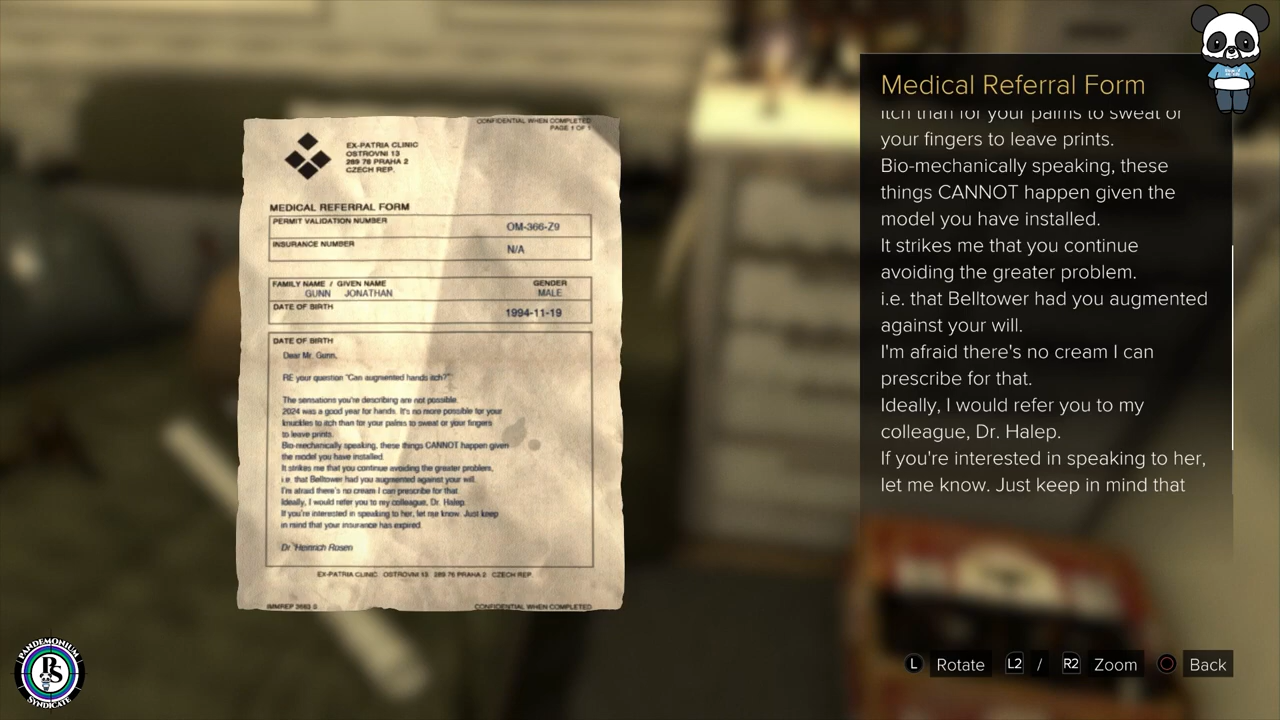 CONFIDENTIAL WHEN COMPLETED
PAGE 1 OF 1
EX-PATRIA CLINIC
OSTROVNI 13
289 76 PRAHA 2
CZECH REP.
MEDICAL REFERRAL FORM
PERMIT VALIDATION NUMBER
OM-366-Z9
INSURANCE NUMBER
N/A
FAMILY NAME / GIVEN NAME
GENDER
GUNN JONATHAN
MALE
DATE OF BIRTH
1994-11-19
DATE OF BIRTH
Dear Mr. Gunn,
RE your question "Can augmented hands itch?"
The sensations you're describing are not possible.
2024 was a good year for hands. It's no more possible for your
knuckles to itch than for your palms to sweat or your fingers
to leave prints.
Bio-mechanically speaking, these things CANNOT happen given
the model you have installed.
It strikes me that you continue avoiding the greater problem,
i.e. that Belltower had you augmented against your will.
I'm afraid there's no cream I can prescribe for that.
Ideally, I would refer you to my colleague, Dr. Halep.
If you're interested in speaking to her, let me know. Just keep
in mind that your insurance has expired.
Dr Heinrich Rosen
EX-PATRIA CLINIC OSTROVNI 13 289 76 PRAHA 2 CZECH REP.
CONFIDENTIAL WHEN COMPLETED
Medical Referral Form
itch than for your palms to sweat or
your fingers to leave prints.
Bio-mechanically speaking, these
things CANNOT happen given the
model you have installed.
It strikes me that you continue
avoiding the greater problem.
i.e. that Belltower had you augmented
against your will.
I'm afraid there's no cream I can
prescribe for that.
Ideally, I would refer you to my
colleague, Dr. Halep.
If you're interested in speaking to her,
let me know. Just keep in mind that
L Rotate L2 / R2 Zoom Back
PANDEMONIUM
PS
SYNDICATE